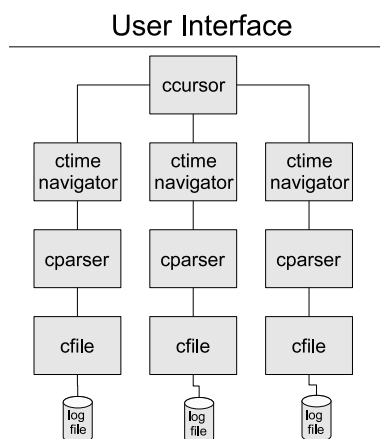 User Interface
ccursor
ctime ctime ctime
navigator navigator navigator
cparser cparser cparser
cfile cfile cfile
log log log
file file file